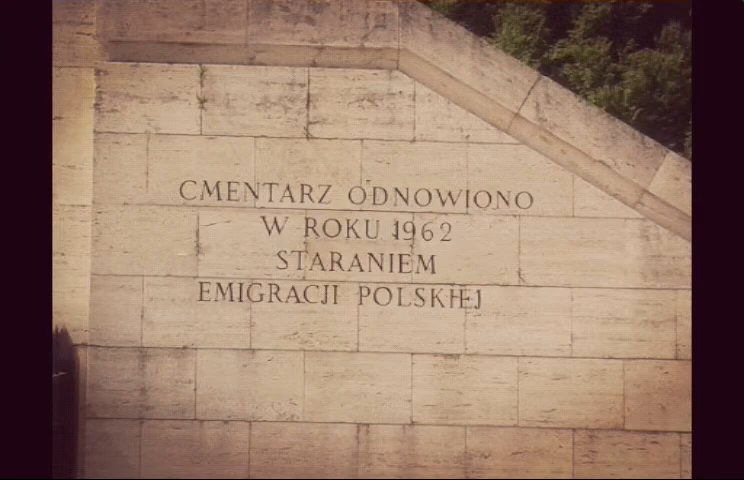 CMENTARZ ODNOWIONO
W ROKU 1962
STARANIEM
EMIGRACJI POLSKIEJ